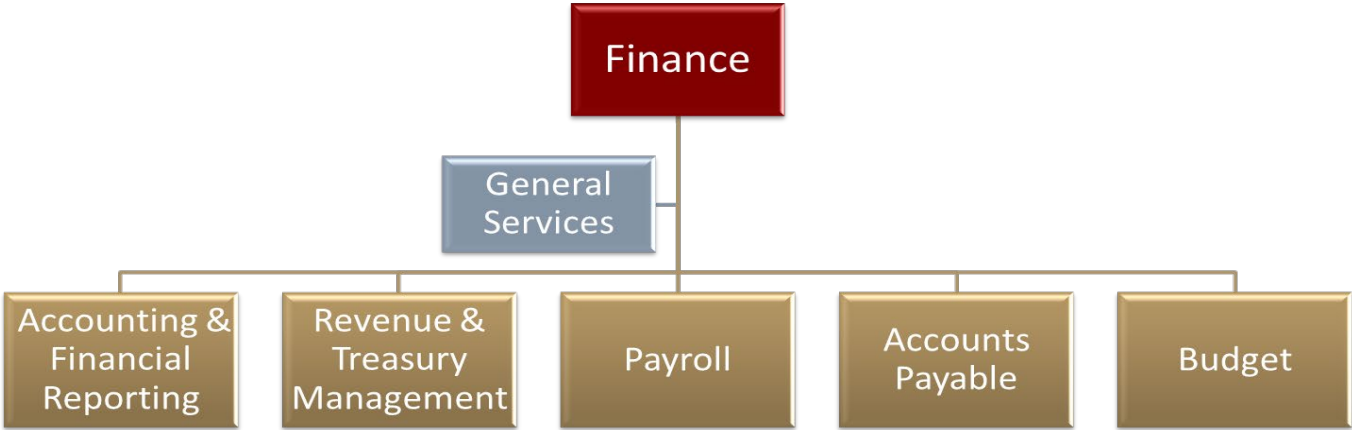 Finance
General
Services
Accounting &
Financial
Reporting
Revenue &
Treasury
Management
Payroll
Accounts
Payable
Budget